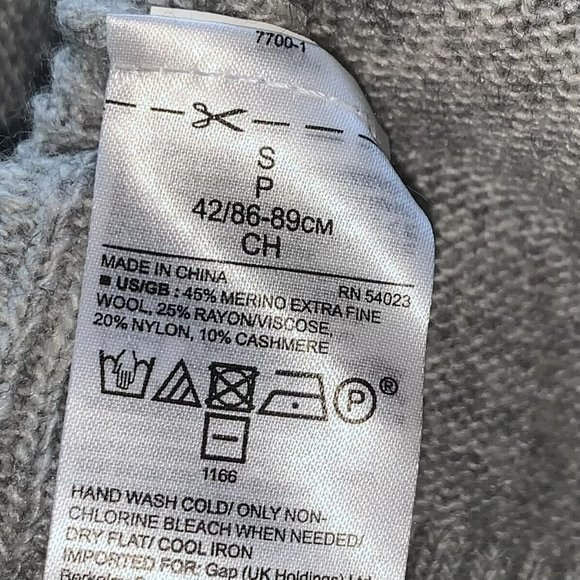 7700-1
S
P
42/86-89CM
CH
MADE IN CHINA RN 54023
■ US/GB : 45% MERINO EXTRA FINE
WOOL, 25% RAYON/VISCOSE,
20% NYLON, 10% CASHMERE
P ®
1166
HAND WASH COLD/ ONLY NON-
CHLORINE BLEACH WHEN NEEDED/
DRY FLAT/ COOL IRON
IMPORTED FOR: Gap (UK Holdings)